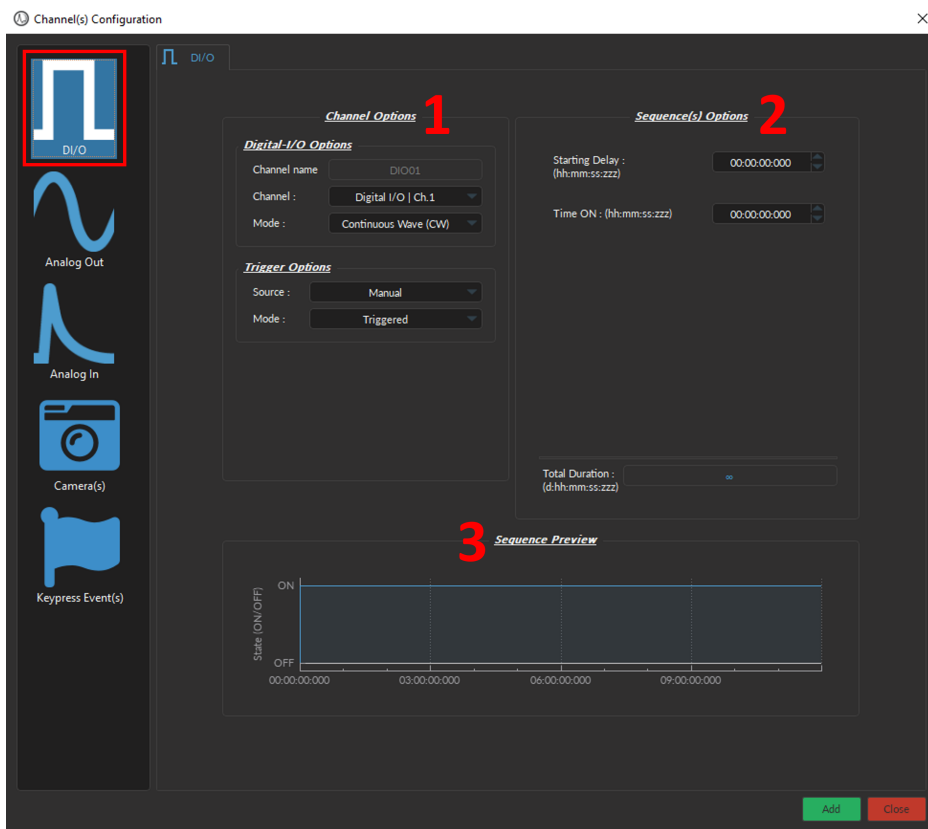 Channel(s) Configuration
DI/O
Analog Out
Analog In
Camera(s)
Keypress Event(s)
DI/O
Channel Options 1
Digital-I/O Options
Channel name DIO01
Channel : Digital I/O | Ch.1
Mode : Continuous Wave (CW)
Trigger Options
Source : Manual
Mode : Triggered
Sequence(s) Options 2
Starting Delay : 00:00:00:000
(hh:mm:ss:zzz)
Time ON : (hh:mm:ss:zzz) 00:00:00:000
Total Duration : ∞
(d:hh:mm:ss:zzz)
3 Sequence Preview
State (ON/OFF)
ON
OFF
00:00:00:000 03:00:00:000 06:00:00:000 09:00:00:000
Add Close